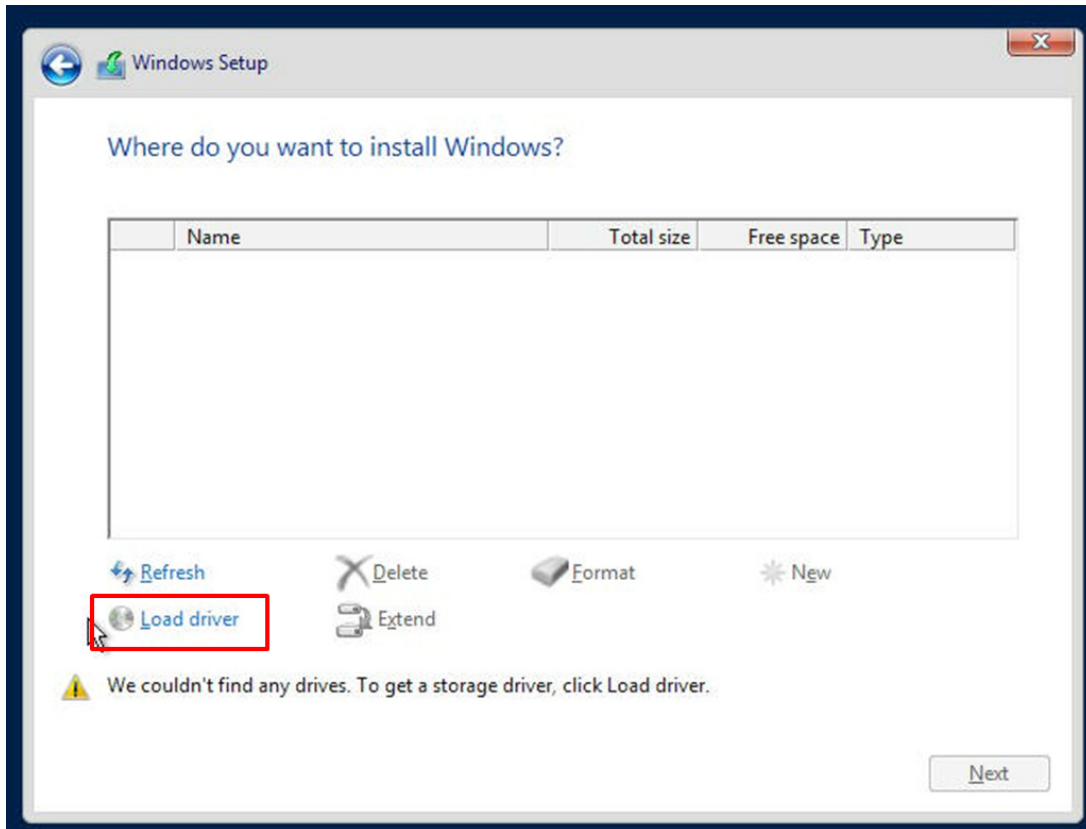 Windows Setup
Where do you want to install Windows?
Name Total size Free space Type
Refresh Delete Format New
Load driver Extend
We couldn't find any drives. To get a storage driver, click Load driver.
Next